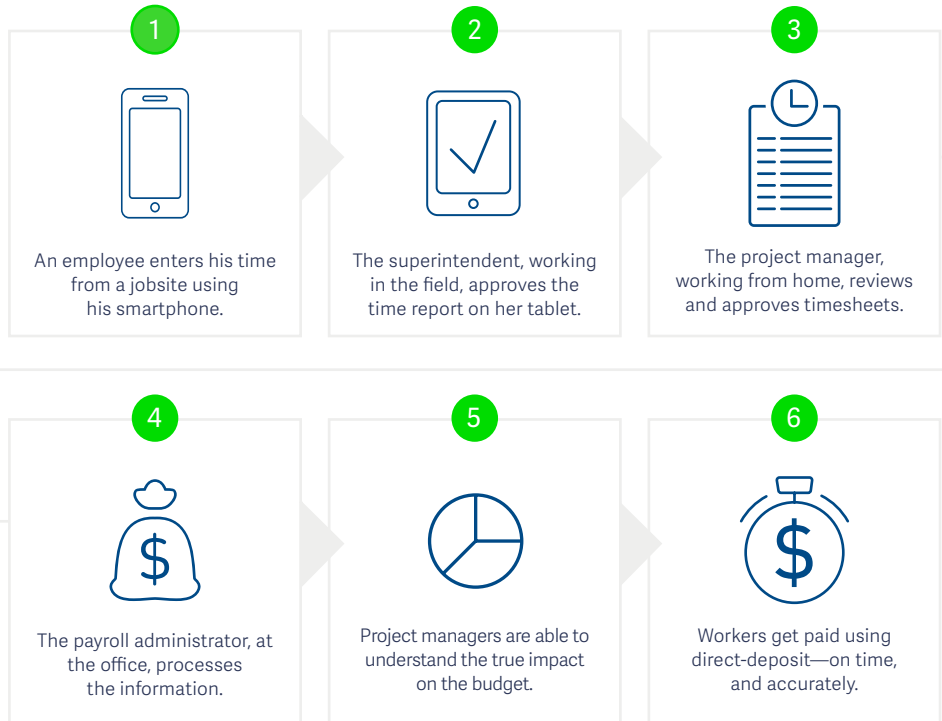 1
An employee enters his time
from a jobsite using
his smartphone.
2
The superintendent, working
in the field, approves the
time report on her tablet.
3
The project manager,
working from home, reviews
and approves timesheets.
4
$
The payroll administrator, at
the office, processes
the information.
5
Project managers are able to
understand the true impact
on the budget.
6
$
Workers get paid using
direct-deposit—on time,
and accurately.